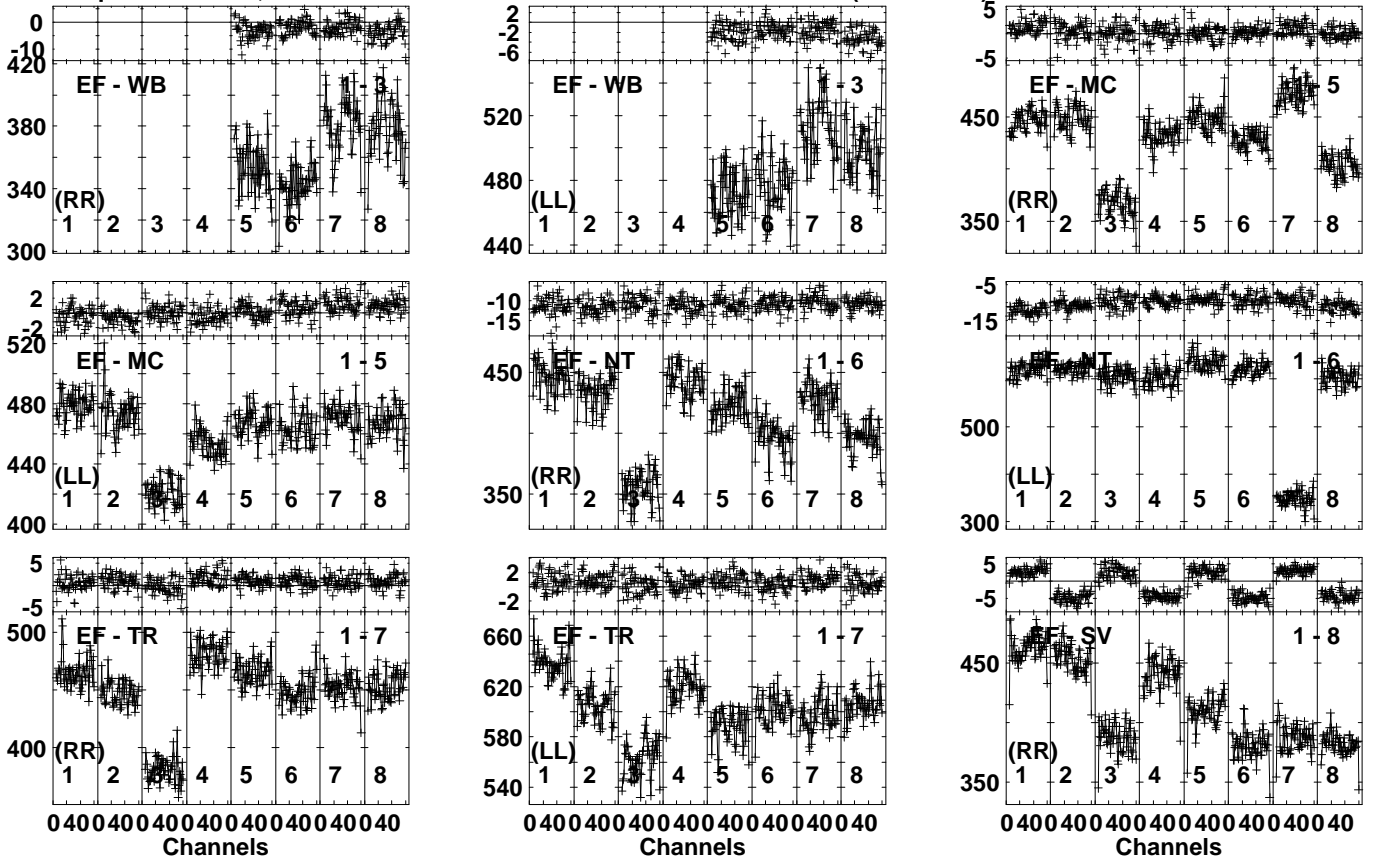 0
-10
420
EF - WB 1 - 3
380
340
(RR)
1 2 3 4 5 6 7 8
300
2
-2
-6
EF - WB 1 - 3
520
480
(LL)
1 2 3 4 5 6 7 8
440
5
-5
EF - MC 1 - 5
450
(RR)
350
1 2 3 4 5 6 7 8
2
-2
520
EF - MC 1 - 5
480
440
(LL)
1 2 3 4 5 6 7 8
400
-10
-15
EF - NT 1 - 6
450
(RR)
350
1 2 3 4 5 6 7 8
-5
-15
EF - NT 1 - 6
500
(LL)
1 2 3 4 5 6 7 8
300
5
-5
500
EF - TR 1 - 7
400
(RR)
1 2 3 4 5 6 7 8
0 40 0 40 0 40 0 40 0 40 0 40 0 40 0 40
Channels
2
-2
660
EF - TR 1 - 7
620
580
(LL)
1 2 3 4 5 6 7 8
540
0 40 0 40 0 40 0 40 0 40 0 40 0 40 0 40
Channels
5
-5
EF - SV 1 - 8
450
(RR)
350
1 2 3 4 5 6 7 8
0 40 0 40 0 40 0 40 0 40 0 40 0 40 0 40
Channels